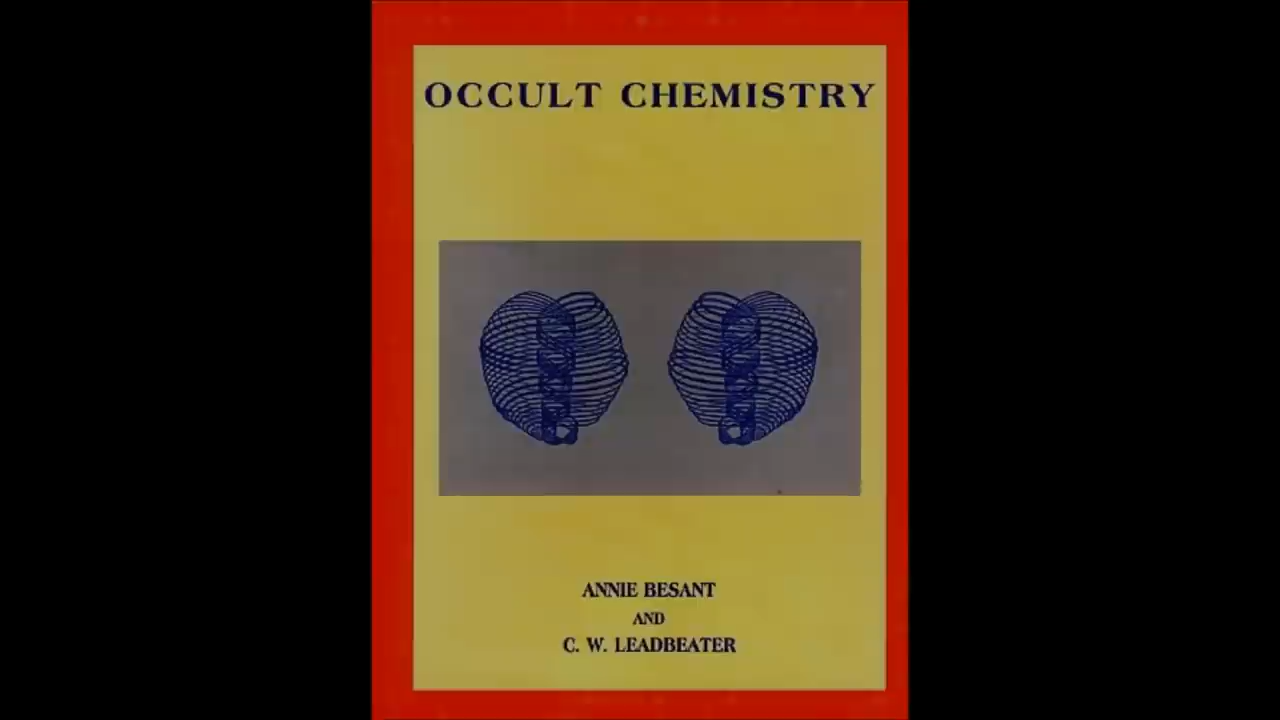 OCCULT CHEMISTRY
ANNIE BESANT
AND
C. W. LEADBEATER